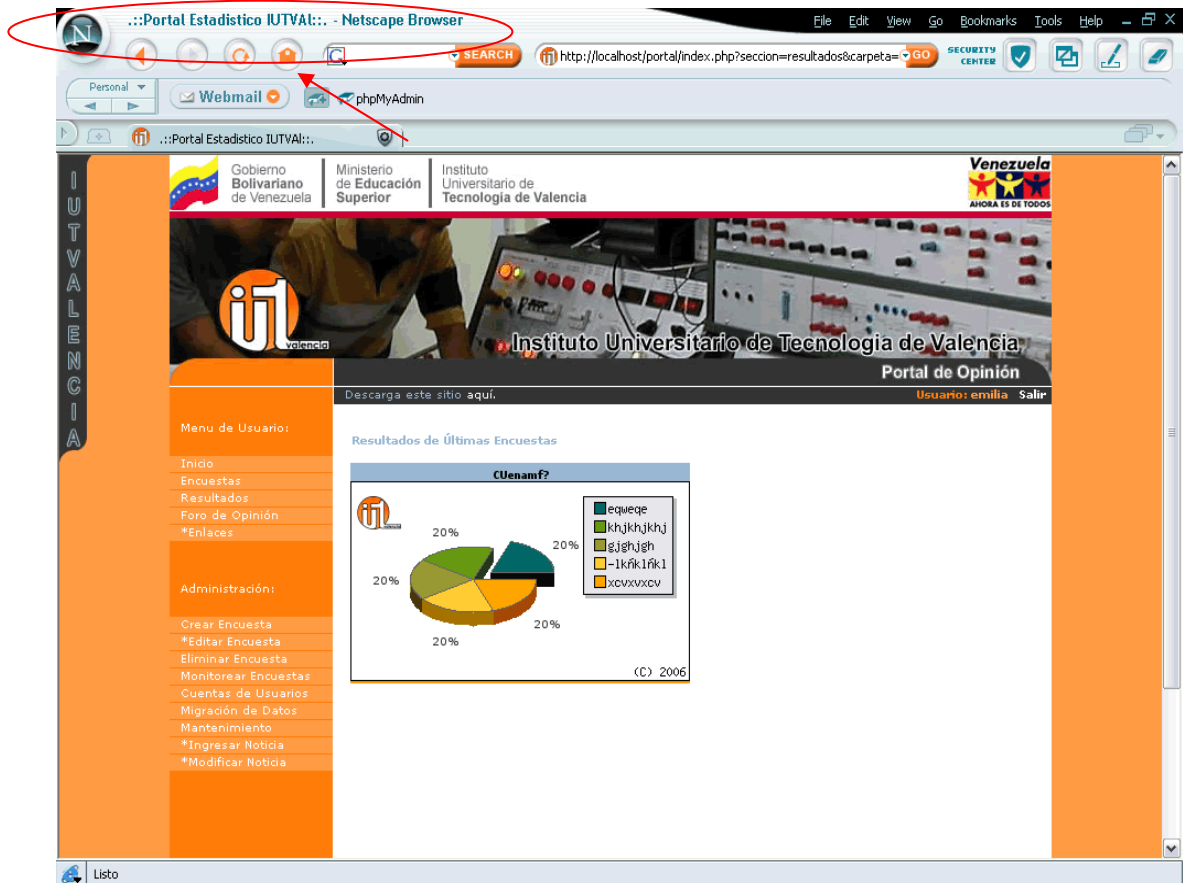 .::Portal Estadistico IUTVAl::. - Netscape Browser
File Edit View Go Bookmarks Tools Help
N
SEARCH
http://localhost/portal/index.php?seccion=resultados&carpeta=
GO
SECURITY CENTER
Personal
Webmail
phpMyAdmin
.::Portal Estadistico IUTVAl::.
IUTVALENCIA
Gobierno Bolivariano de Venezuela
Ministerio de Educación Superior
Instituto Universitario de Tecnología de Valencia
Venezuela
AHORA ES DE TODOS
valencia
Instituto Universitario de Tecnologia de Valencia
Portal de Opinión
Descarga este sitio aquí.
Usuario: emilia Salir
Menu de Usuario:
Inicio
Encuestas
Resultados
Foro de Opinión
*Enlaces
Administración:
Crear Encuesta
*Editar Encuesta
Eliminar Encuesta
Monitorear Encuestas
Cuentas de Usuarios
Migración de Datos
Mantenimiento
*Ingresar Noticia
*Modificar Noticia
Resultados de Últimas Encuestas
CUenamf?
20%
20%
20%
20%
20%
eqweqe
khjkhjkhj
gjghjgh
-lkñklñkl
xcvxvxcv
(C) 2006
Listo